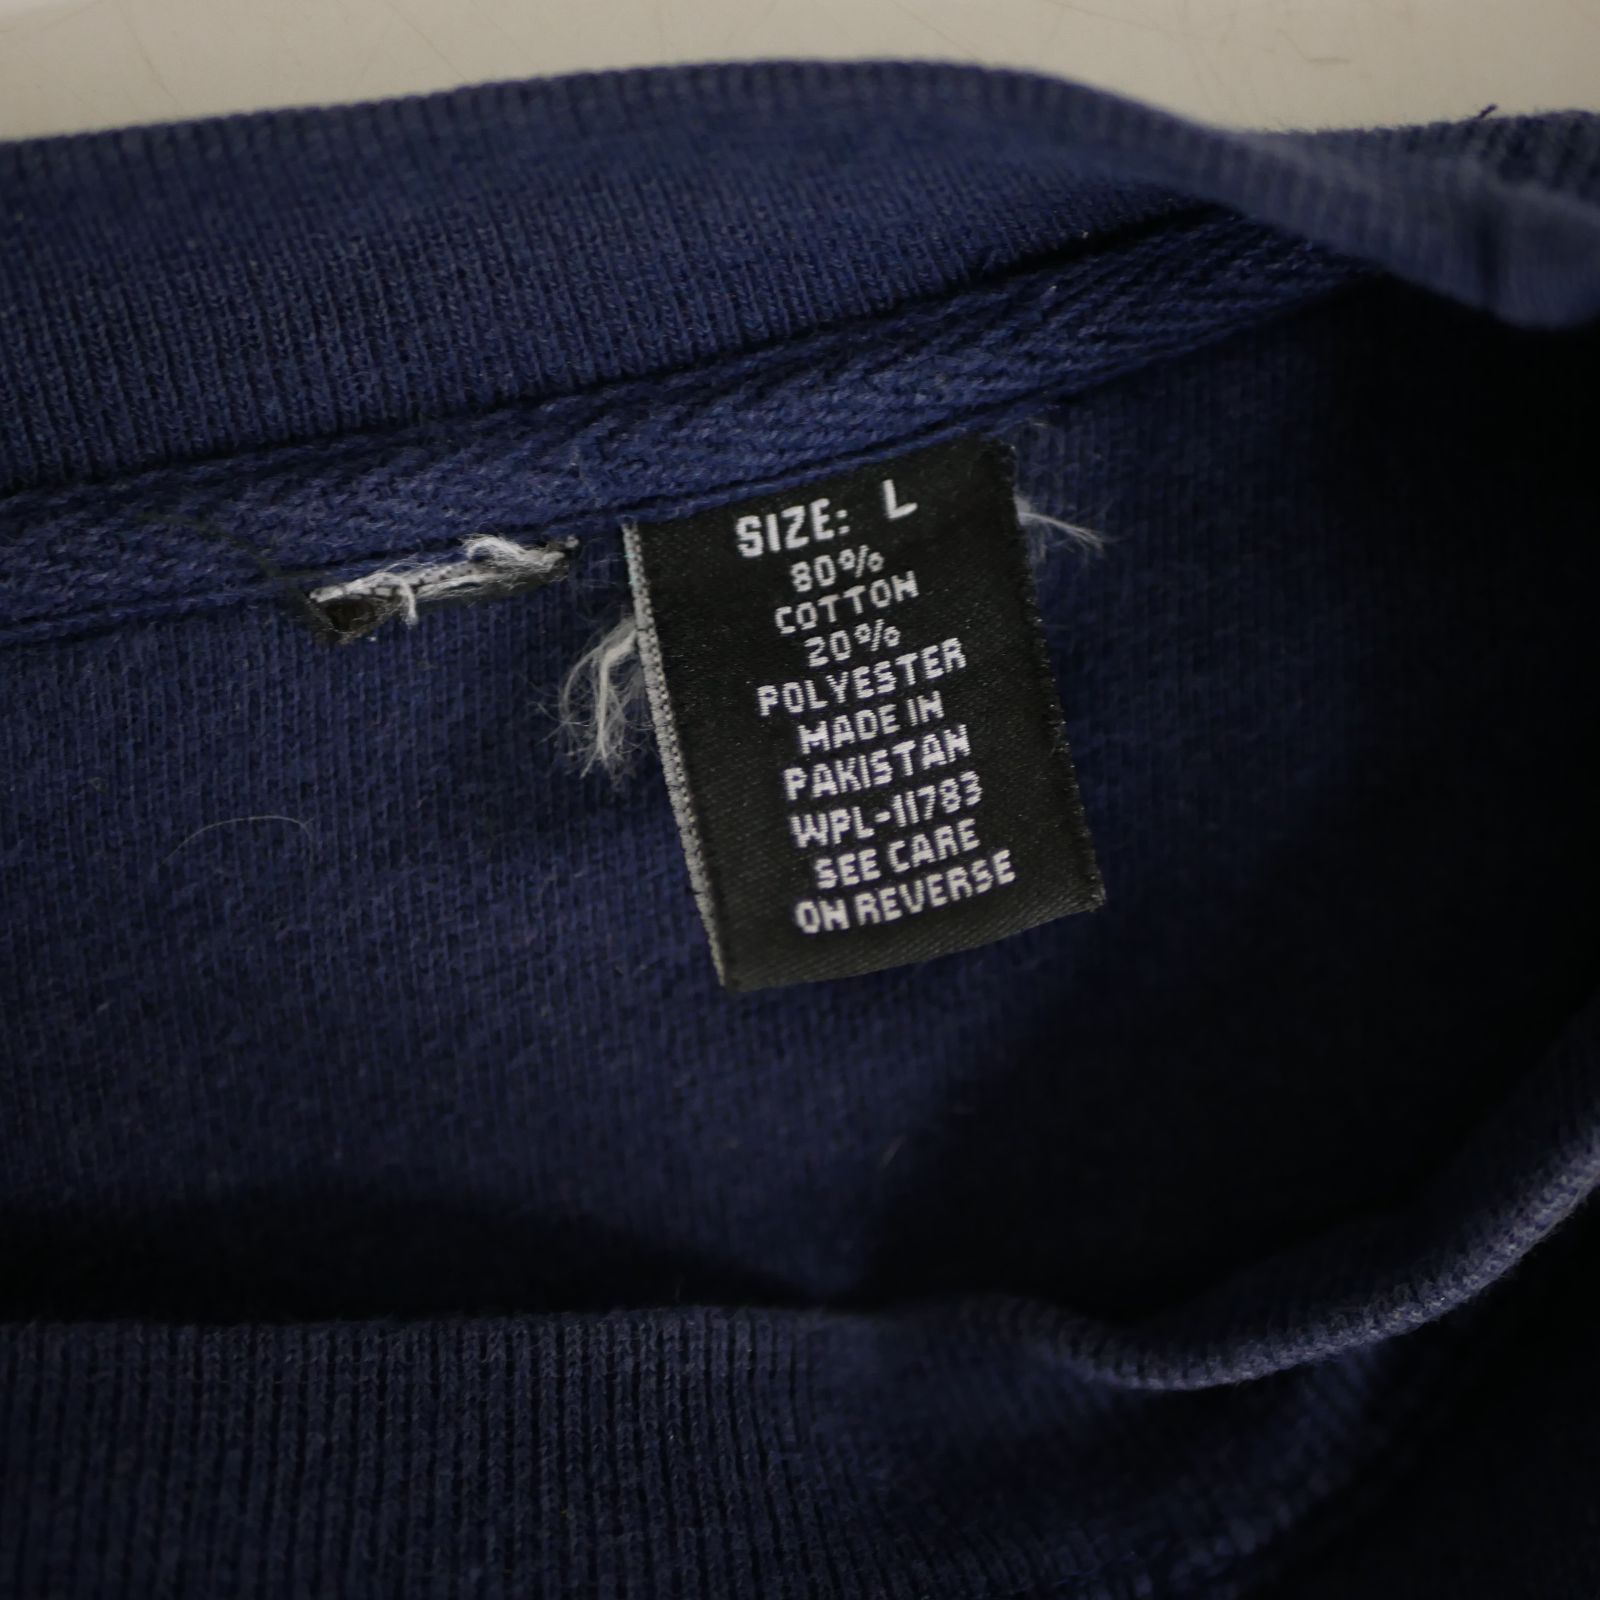 SIZE: L
80%
COTTON
20%
POLYESTER
MADE IN
PAKISTAN
WPL-11783
SEE CARE
ON REVERSE